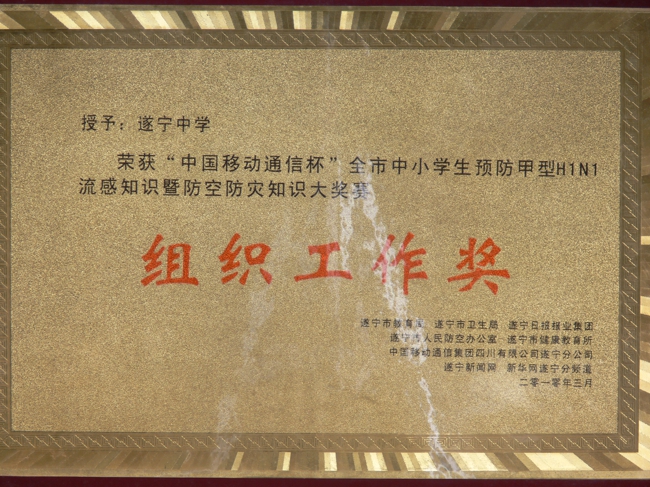 授予：遂宁中学
荣获“中国移动通信杯”全市中小学生预防甲型H1N1
流感知识暨防空防灾知识大奖赛
组织工作奖
遂宁市教育局 遂宁市卫生局 遂宁日报报业集团
遂宁市人民防空办公室 遂宁市健康教育所
中国移动通信集团四川有限公司遂宁分公司
遂宁新闻网 新华网遂宁分频道
二零一零年三月